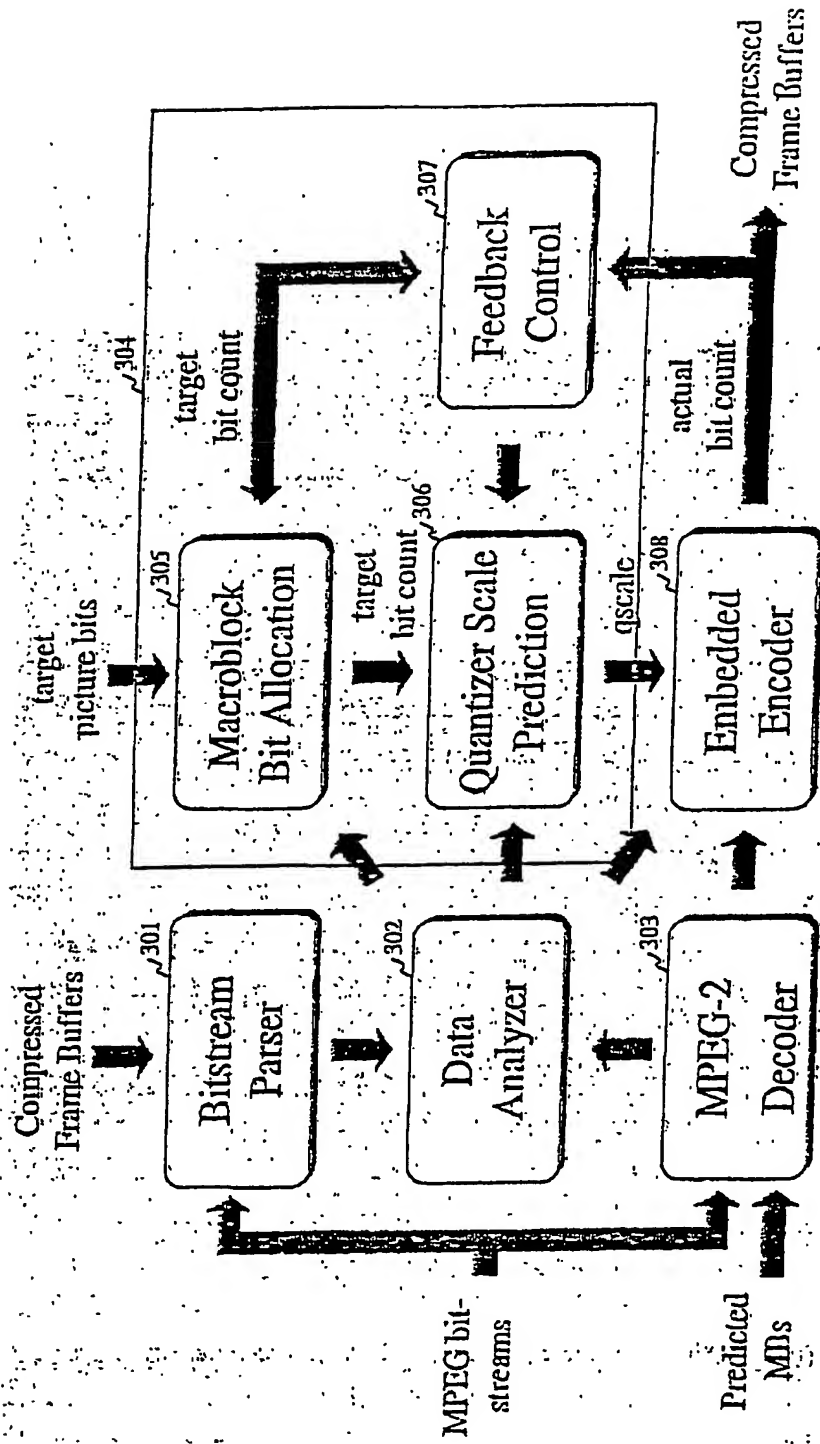 Compressed
Frame Buffers
301
Bitstream
Parser
302
Data
Analyzer
303
MPEG-2
Decoder
MPEG bit-
streams
Predicted
MBs
304
target
picture bits
305
Macroblock
Bit Allocation
target
bit count
target
bit count
306
Quantizer Scale
Prediction
307
Feedback
Control
qscale
308
Embedded
Encoder
actual
bit count
Compressed
Frame Buffers